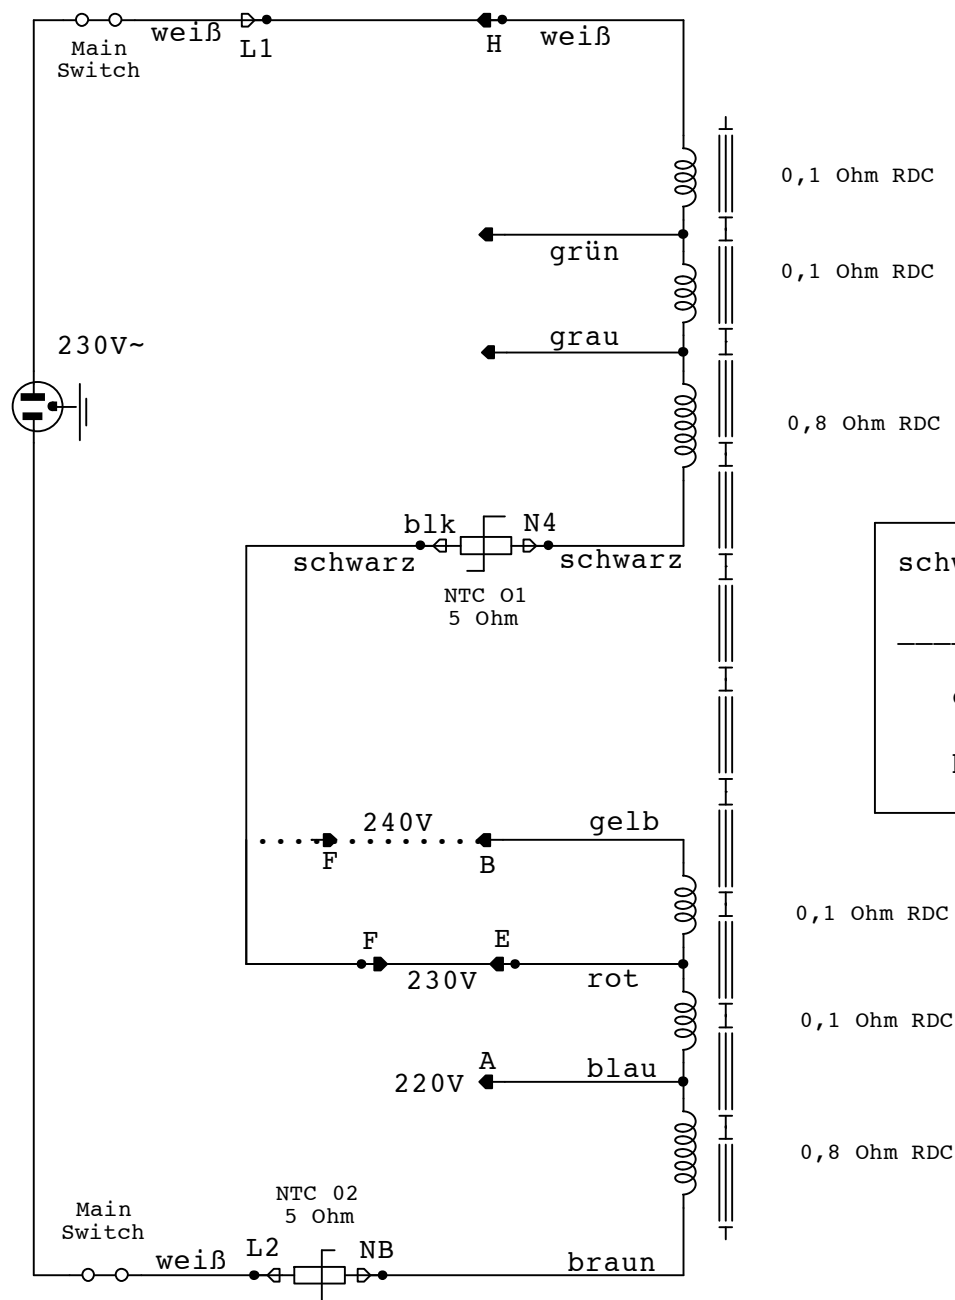 weiß
L1
H
weiß
Main
Switch
0,1 Ohm RDC
grün
0,1 Ohm RDC
grau
230V~
0,8 Ohm RDC
blk
N4
schwarz
schwarz
NTC O1
5 Ohm
240V
gelb
F
B
0,1 Ohm RDC
F
E
230V
rot
0,1 Ohm RDC
A
blau
220V
0,8 Ohm RDC
NTC 02
5 Ohm
Main
Switch
L2
NB
weiß
braun